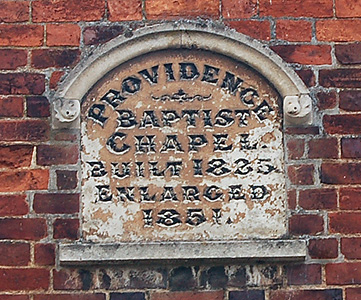 PROVIDENCE
BAPTIST
CHAPEL
BUILT 1835
ENLARGED
1851.